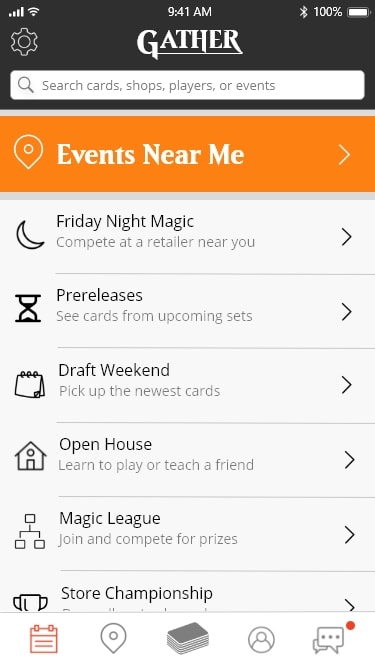 9:41 AM
100%
GATHER
Search cards, shops, players, or events
Events Near Me
Friday Night Magic
Compete at a retailer near you
Prereleases
See cards from upcoming sets
Draft Weekend
Pick up the newest cards
Open House
Learn to play or teach a friend
Magic League
Join and compete for prizes
Store Championship